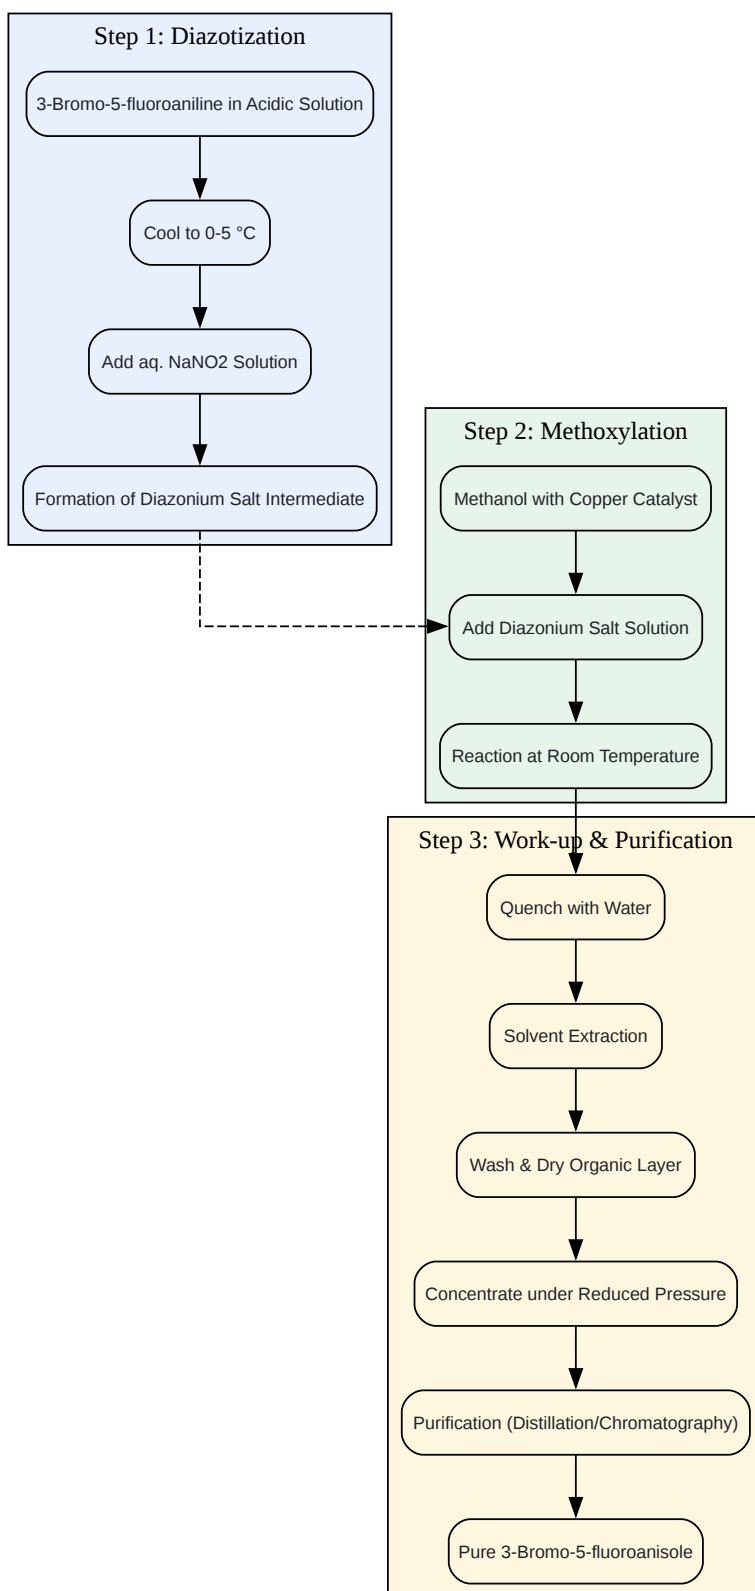 Step 1: Diazotization
3-Bromo-5-fluoroaniline in Acidic Solution
Cool to 0-5 °C
Add aq. NaNO2 Solution
Formation of Diazonium Salt Intermediate
Step 2: Methoxylation
Methanol with Copper Catalyst
Add Diazonium Salt Solution
Reaction at Room Temperature
Step 3: Work-up & Purification
Quench with Water
Solvent Extraction
Wash & Dry Organic Layer
Concentrate under Reduced Pressure
Purification (Distillation/Chromatography)
Pure 3-Bromo-5-fluoroanisole